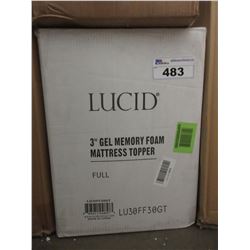 483
LUCID®
3" GEL MEMORY FOAM
MATTRESS TOPPER
FULL
LU30FF30GT